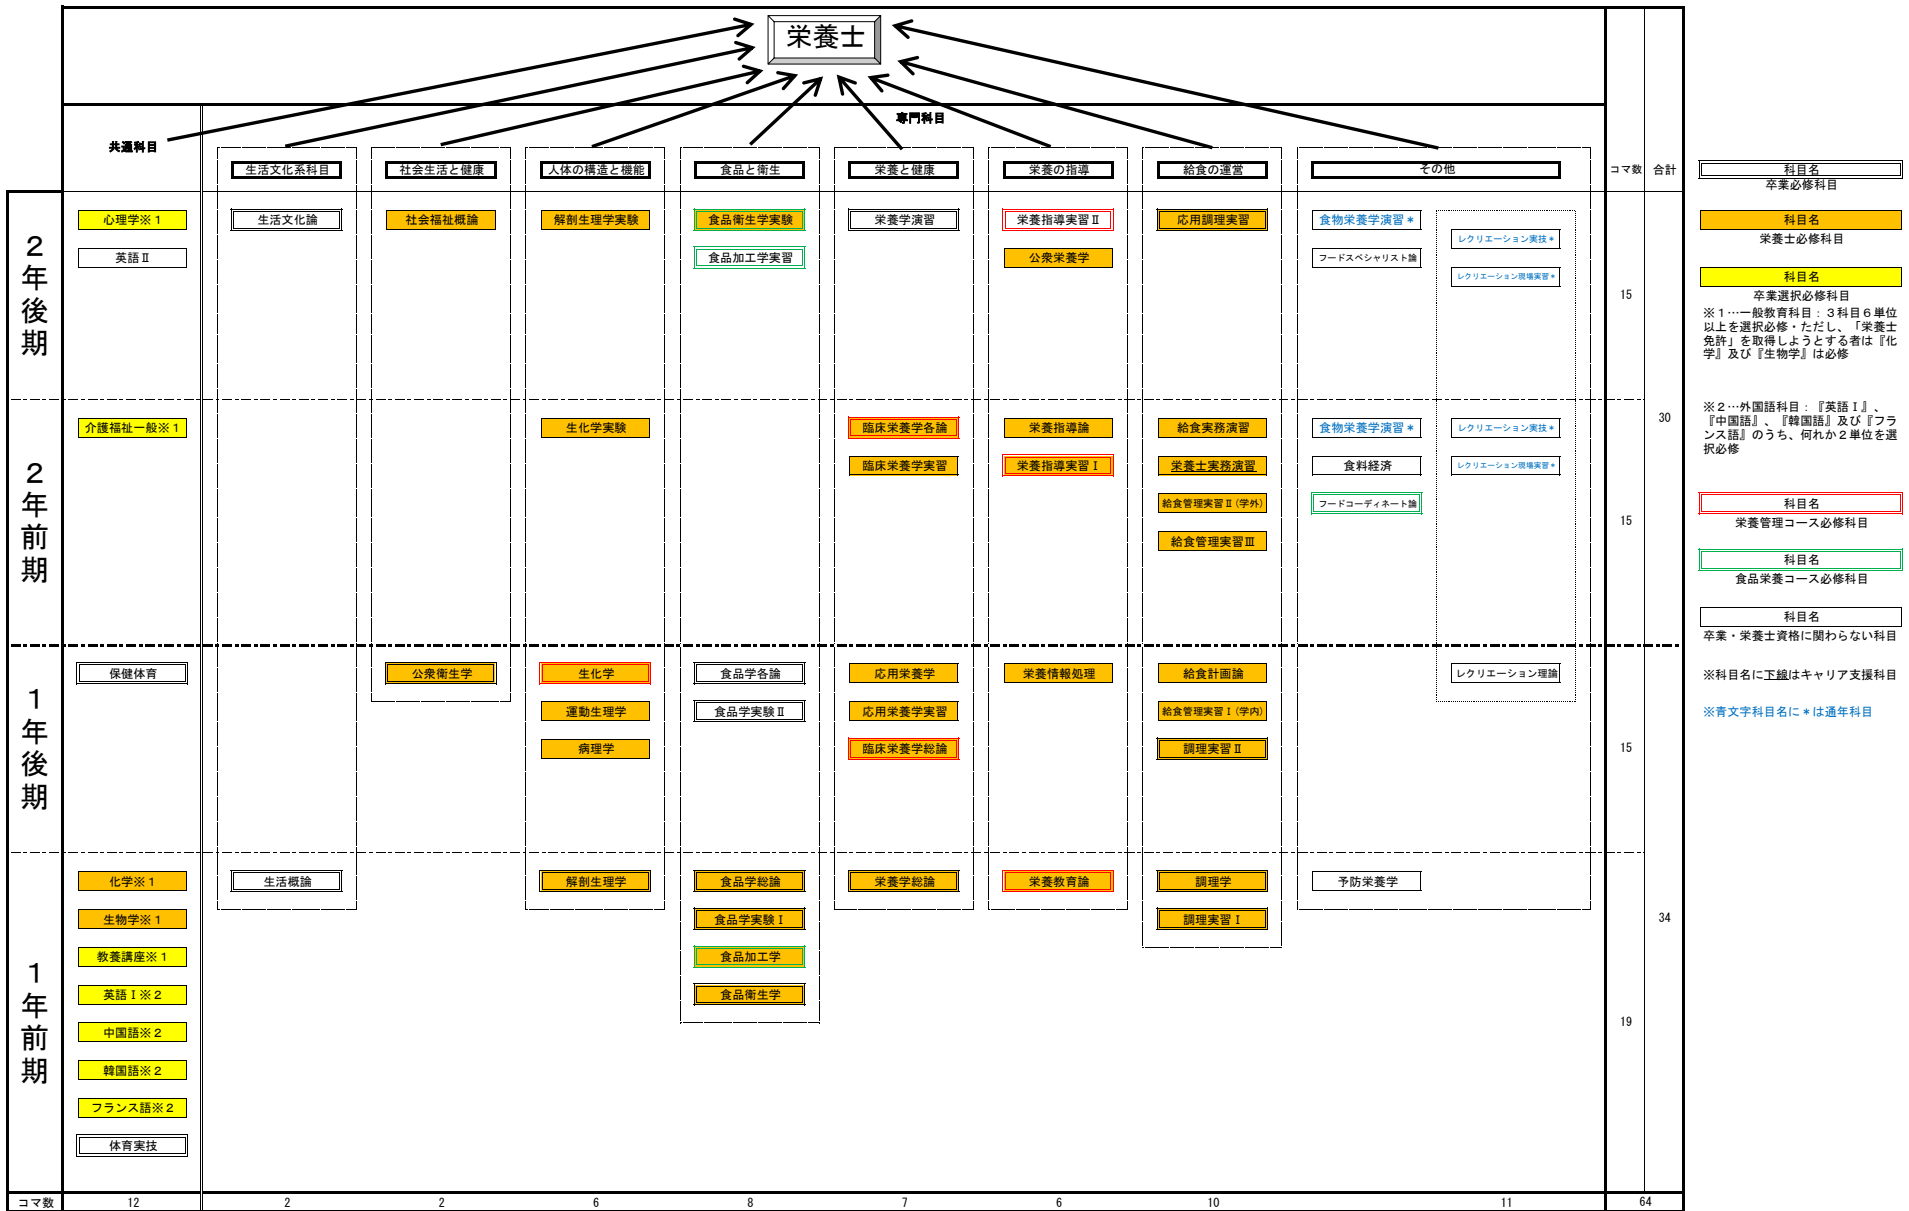 栄養士
専門科目
共通科目
生活文化系科目
社会生活と健康
人体の構造と機能
食品と衛生
栄養と健康
栄養の指導
給食の運営
その他
コマ数
合計
2年後期
心理学※1
生活文化論
社会福祉概論
解剖生理学実験
食品衛生学実験
栄養学演習
栄養指導実習Ⅱ
応用調理実習
食物栄養学演習*
レクリエーション実技*
英語Ⅱ
食品加工学実習
公衆栄養学
フードスペシャリスト論
レクリエーション現場実習*
15
2年前期
介護福祉一般※1
生化学実験
臨床栄養学各論
栄養指導論
給食実務演習
食物栄養学演習*
レクリエーション実技*
30
臨床栄養学実習
栄養指導実習Ⅰ
栄養士実務演習
食料経済
レクリエーション現場実習*
給食管理実習Ⅱ(学外)
フードコーディネート論
15
給食管理実習Ⅲ
1年後期
保健体育
公衆衛生学
生化学
食品学各論
応用栄養学
栄養情報処理
給食計画論
レクリエーション理論
運動生理学
食品学実験Ⅱ
応用栄養学実習
給食管理実習Ⅰ(学内)
病理学
臨床栄養学総論
調理実習Ⅱ
15
1年前期
化学※1
生活概論
解剖生理学
食品学総論
栄養学総論
栄養教育論
調理学
予防栄養学
生物学※1
食品学実験Ⅰ
調理実習Ⅰ
34
教養講座※1
食品加工学
英語Ⅰ※2
食品衛生学
中国語※2
19
韓国語※2
フランス語※2
体育実技
コマ数
12
2
2
6
8
7
6
10
11
64
科目名
卒業必修科目
科目名
栄養士必修科目
科目名
卒業選択必修科目
※1…一般教育科目：3科目6単位
以上を選択必修・ただし、「栄養士
免許」を取得しようとする者は『化
学』及び『生物学』は必修
※2…外国語科目：『英語Ⅰ』、
『中国語』、『韓国語』及び『フラ
ンス語』のうち、何れか2単位を選
択必修
科目名
栄養管理コース必修科目
科目名
食品栄養コース必修科目
科目名
卒業・栄養士資格に関わらない科目
※科目名に下線はキャリア支援科目
※青文字科目名に*は通年科目